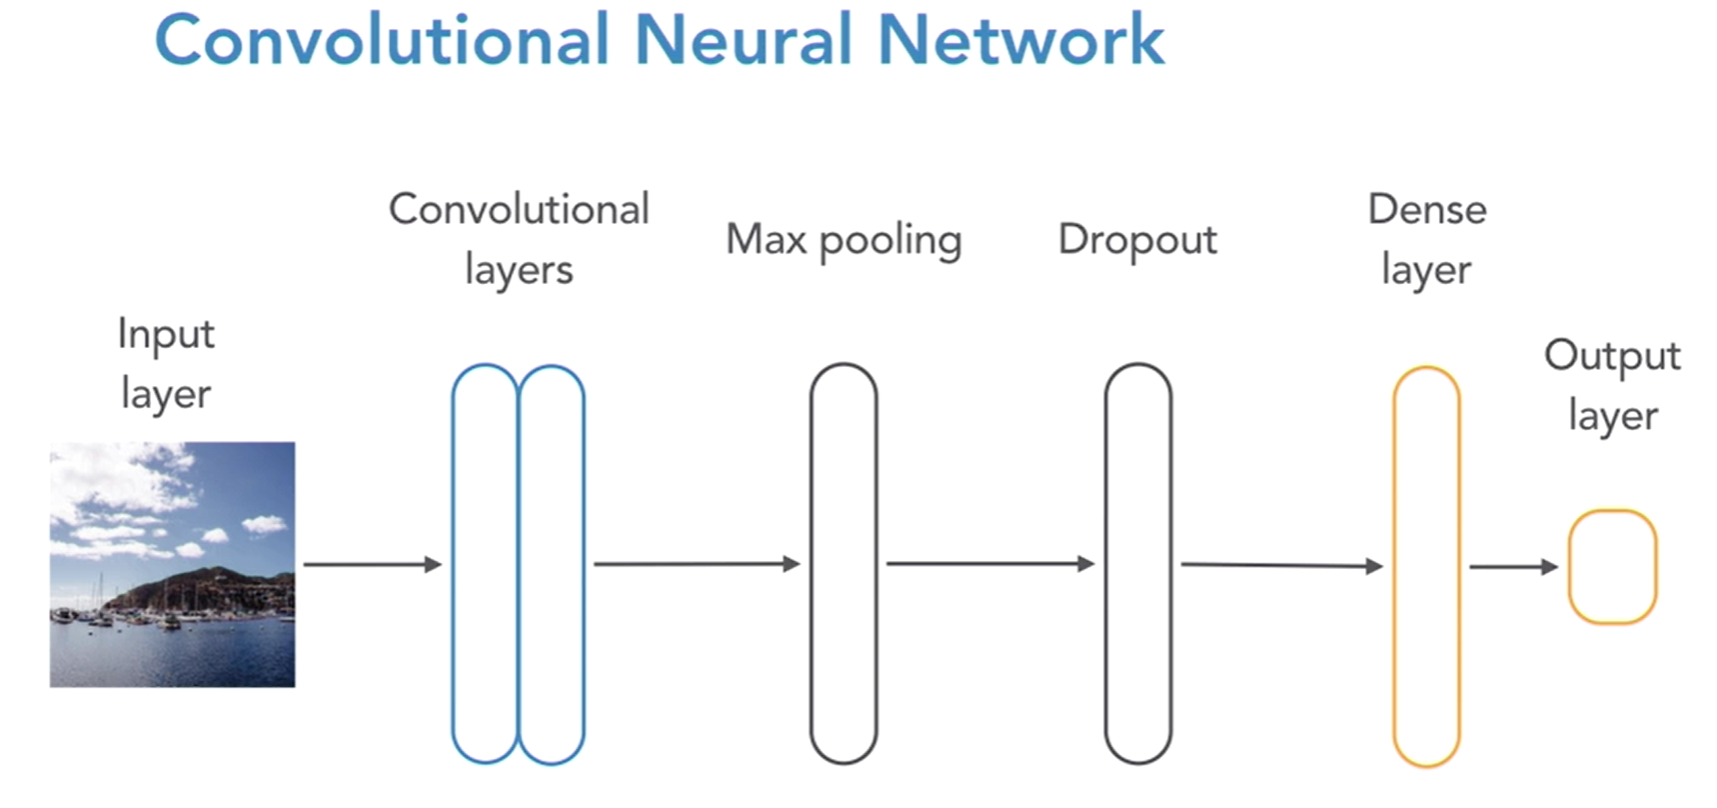 Convolutional Neural Network
Input
layer
Convolutional
layers
Max pooling
Dropout
Dense
layer
Output
layer